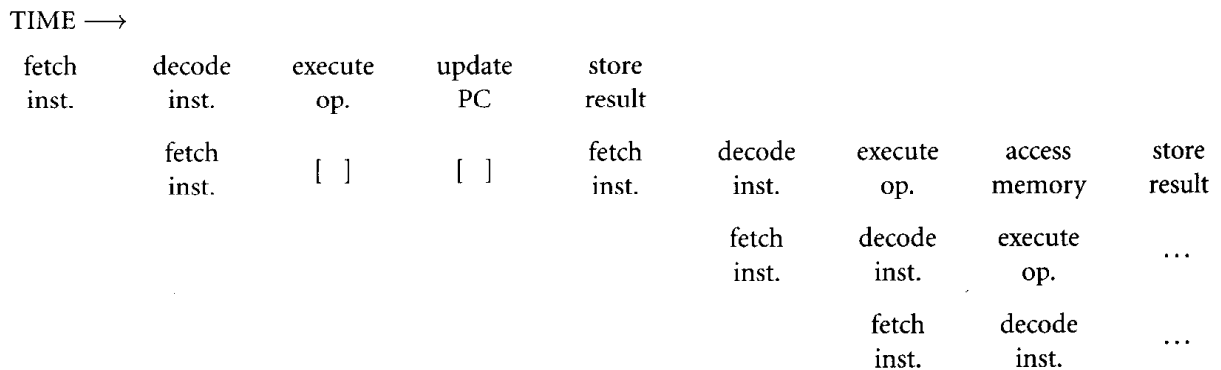 TIME ⟶
fetch decode execute update store
inst. inst. op. PC result
fetch [ ] [ ] fetch decode execute access store
inst. inst. inst. op. memory result
fetch decode execute ...
inst. inst. op.
fetch decode ...
inst. inst.